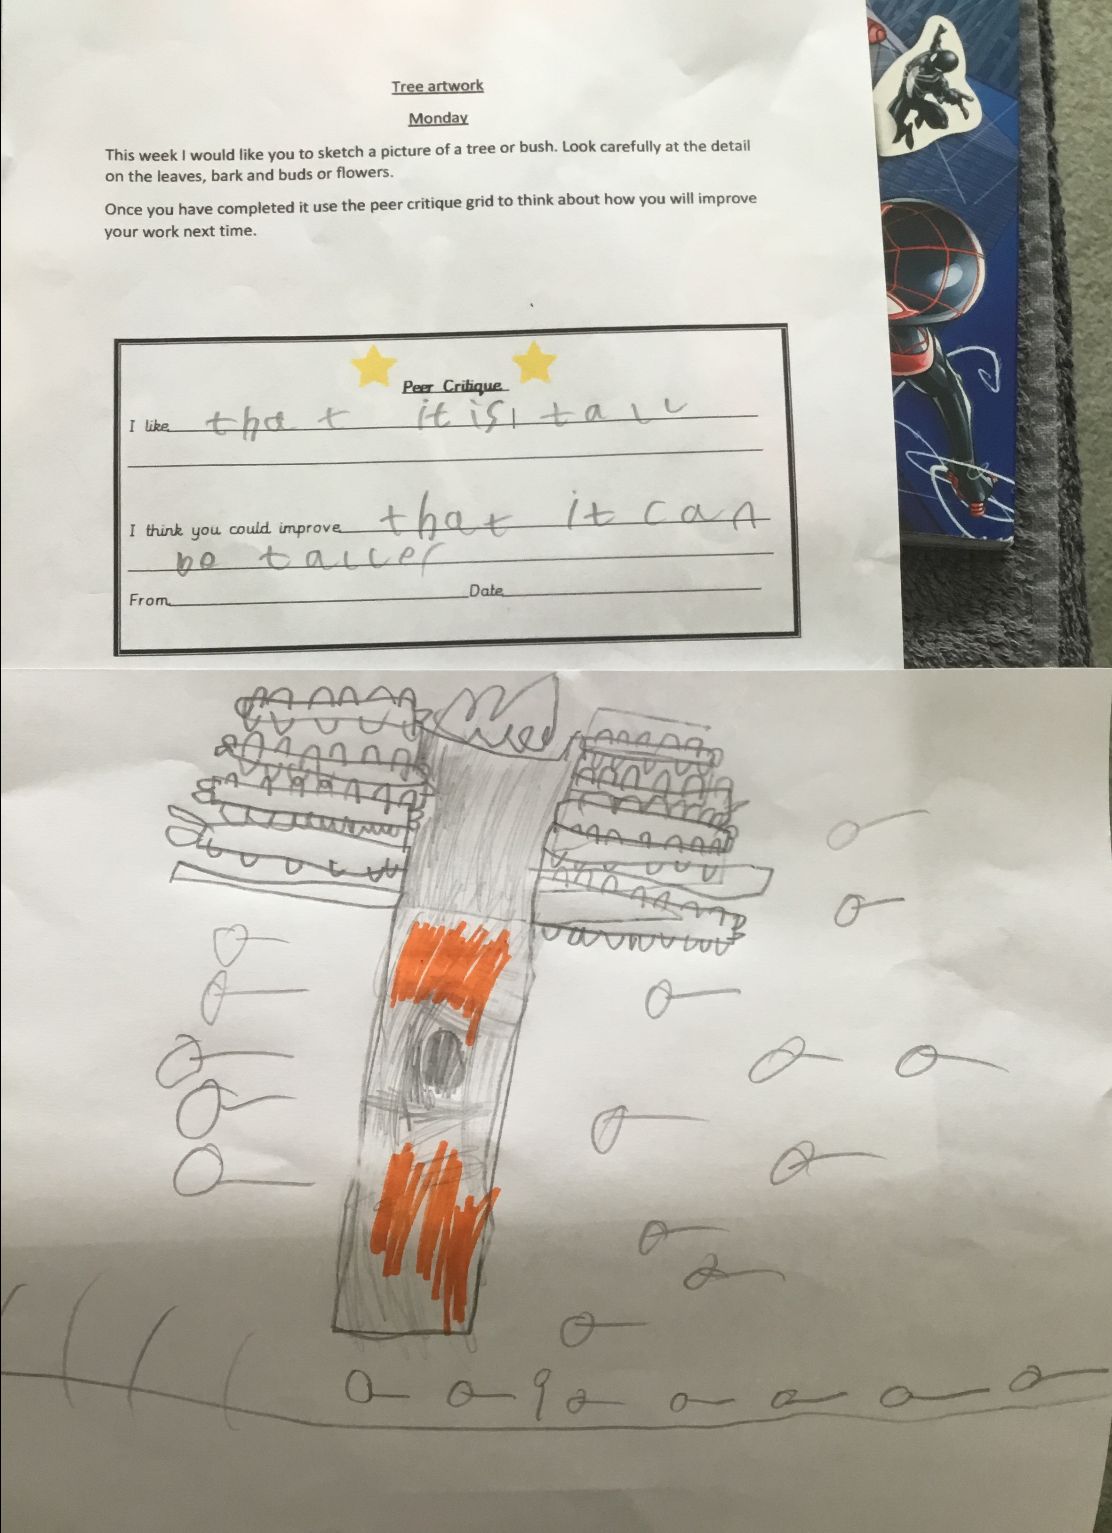 Tree artwork
Monday
This week I would like you to sketch a picture of a tree or bush. Look carefully at the detail
on the leaves, bark and buds or flowers.
Once you have completed it use the peer critique grid to think about how you will improve
your work next time.
Peer Critique
I like that it is tall
I think you could improve that it can
be taller
From Date